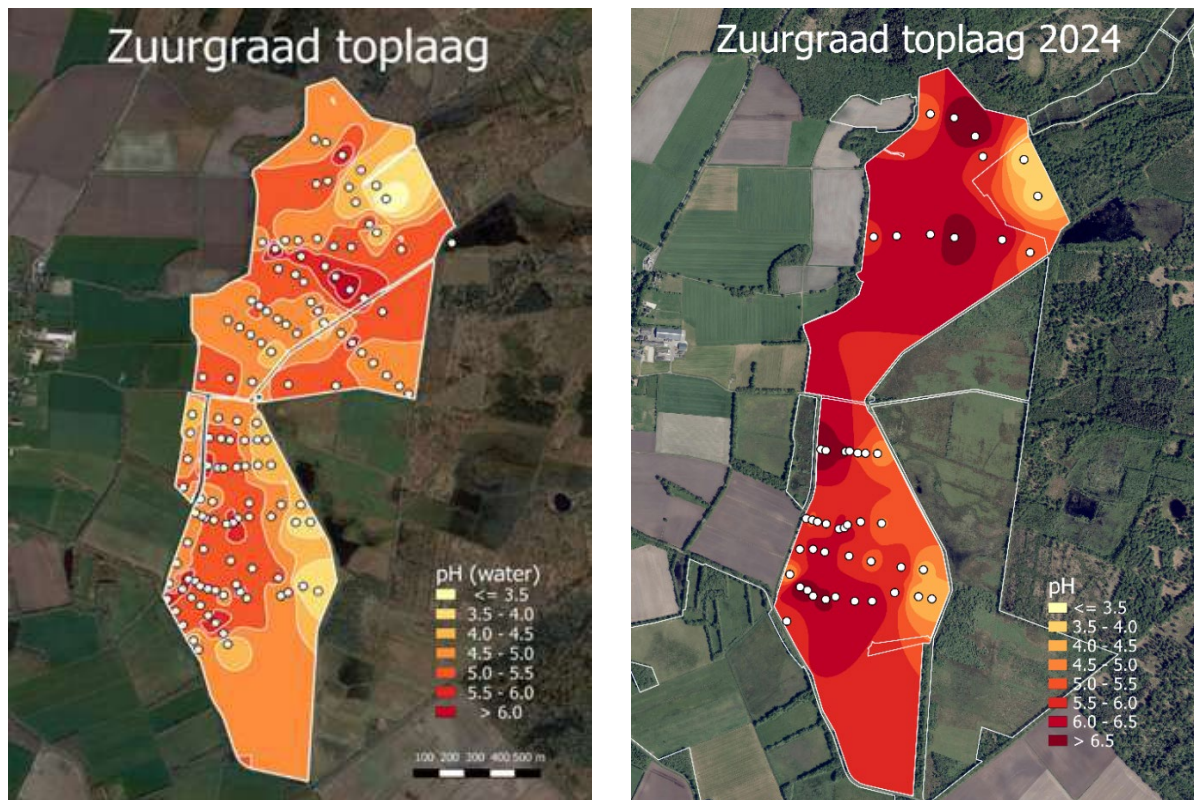 Zuurgraad toplaag
pH (water)
<= 3.5
3.5 - 4.0
4.0 - 4.5
4.5 - 5.0
5.0 - 5.5
5.5 - 6.0
> 6.0
100 200 300 400 500 m
Zuurgraad toplaag 2024
pH
<= 3.5
3.5 - 4.0
4.0 - 4.5
4.5 - 5.0
5.0 - 5.5
5.5 - 6.0
6.0 - 6.5
> 6.5